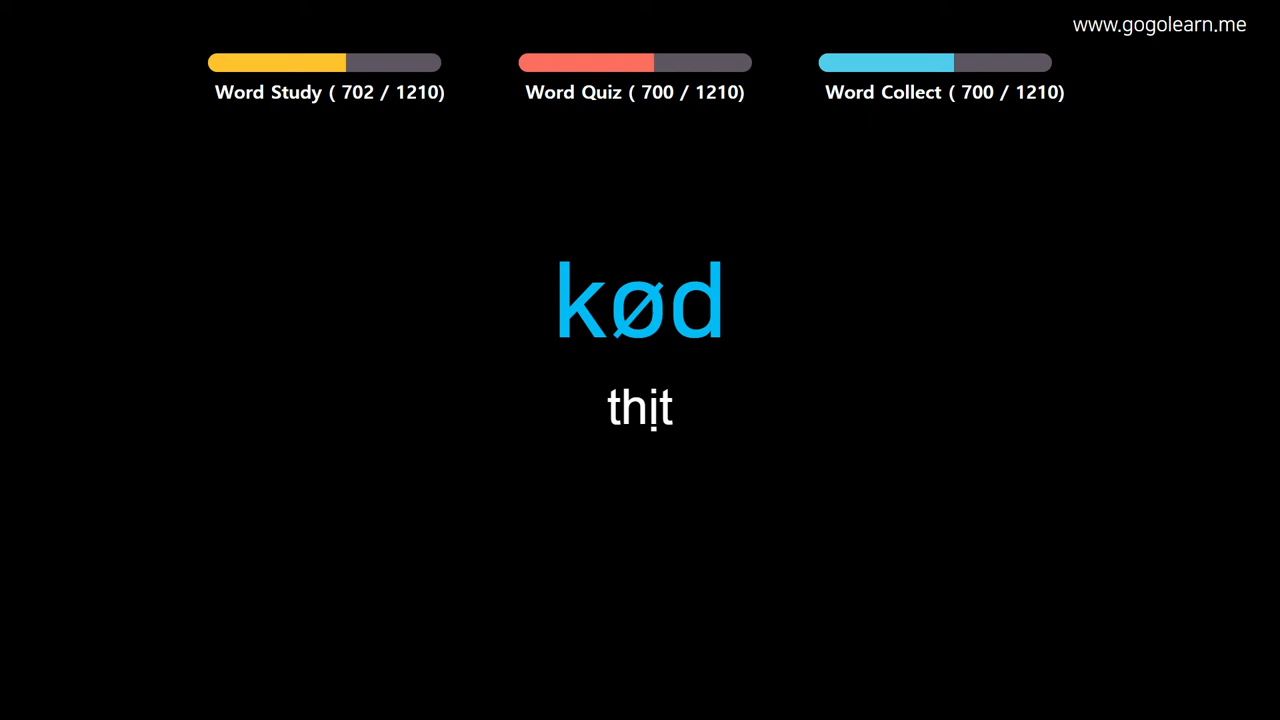 www.gogolearn.me
Word Study ( 702 / 1210)
Word Quiz ( 700 / 1210)
Word Collect ( 700 / 1210)
kød
thịt